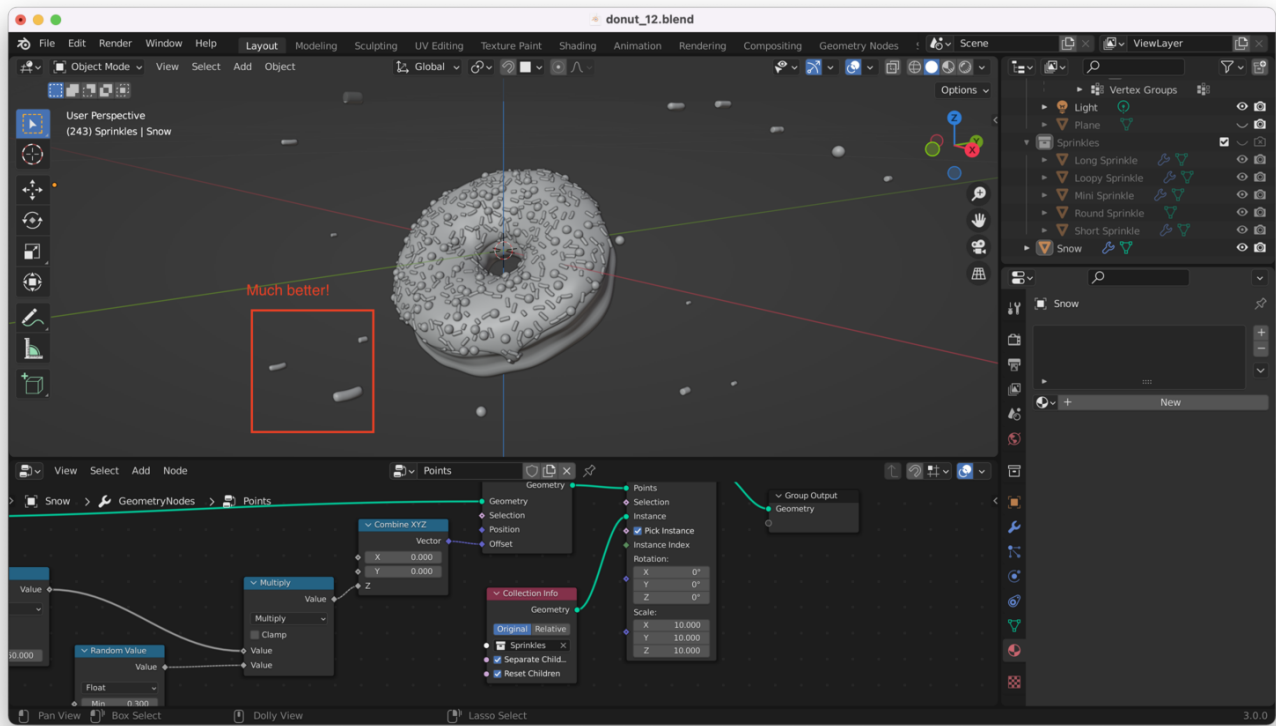 donut_12.blend
File Edit Render Window Help Layout Modeling Sculpting UV Editing Texture Paint Shading Animation Rendering Compositing Geometry Nodes Scene ViewLayer
Object Mode View Select Add Object Global
Options
User Perspective
(243) Sprinkles | Snow
Z
Y
X
Much better!
Vertex Groups
Light
Plane
Sprinkles
Long Sprinkle
Loopy Sprinkle
Mini Sprinkle
Round Sprinkle
Short Sprinkle
Snow
Snow
New
View Select Add Node Points
Snow > GeometryNodes > Points
Value
50.000
Random Value
Value
Float
Min 0.300
Multiply
Value
Multiply
Clamp
Value
Value
Combine XYZ
Vector
X 0.000
Y 0.000
Z
Geometry
Geometry
Selection
Position
Offset
Collection Info
Geometry
Original Relative
Sprinkles
Separate Child..
Reset Children
Points
Selection
Instance
Pick Instance
Instance Index
Rotation:
X 0°
Y 0°
Z 0°
Scale:
X 10.000
Y 10.000
Z 10.000
Group Output
Geometry
Pan View Box Select Dolly View Lasso Select 3.0.0